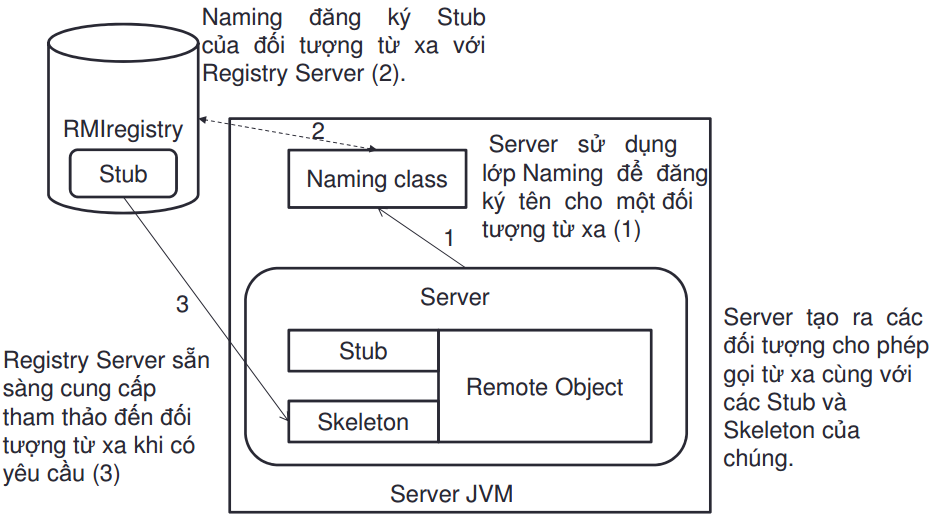 Naming đăng ký Stub
của đối tượng từ xa với
Registry Server (2).
RMIregistry
Stub
2
Naming class
Server sử dụng
lớp Naming để đăng
ký tên cho một đối
tượng từ xa (1)
1
Server
3
Stub
Remote Object
Skeleton
Registry Server sẵn
sàng cung cấp
tham thảo đến đối
tượng từ xa khi có
yêu cầu (3)
Server tạo ra các
đối tượng cho phép
gọi từ xa cùng với
các Stub và
Skeleton của
chúng.
Server JVM